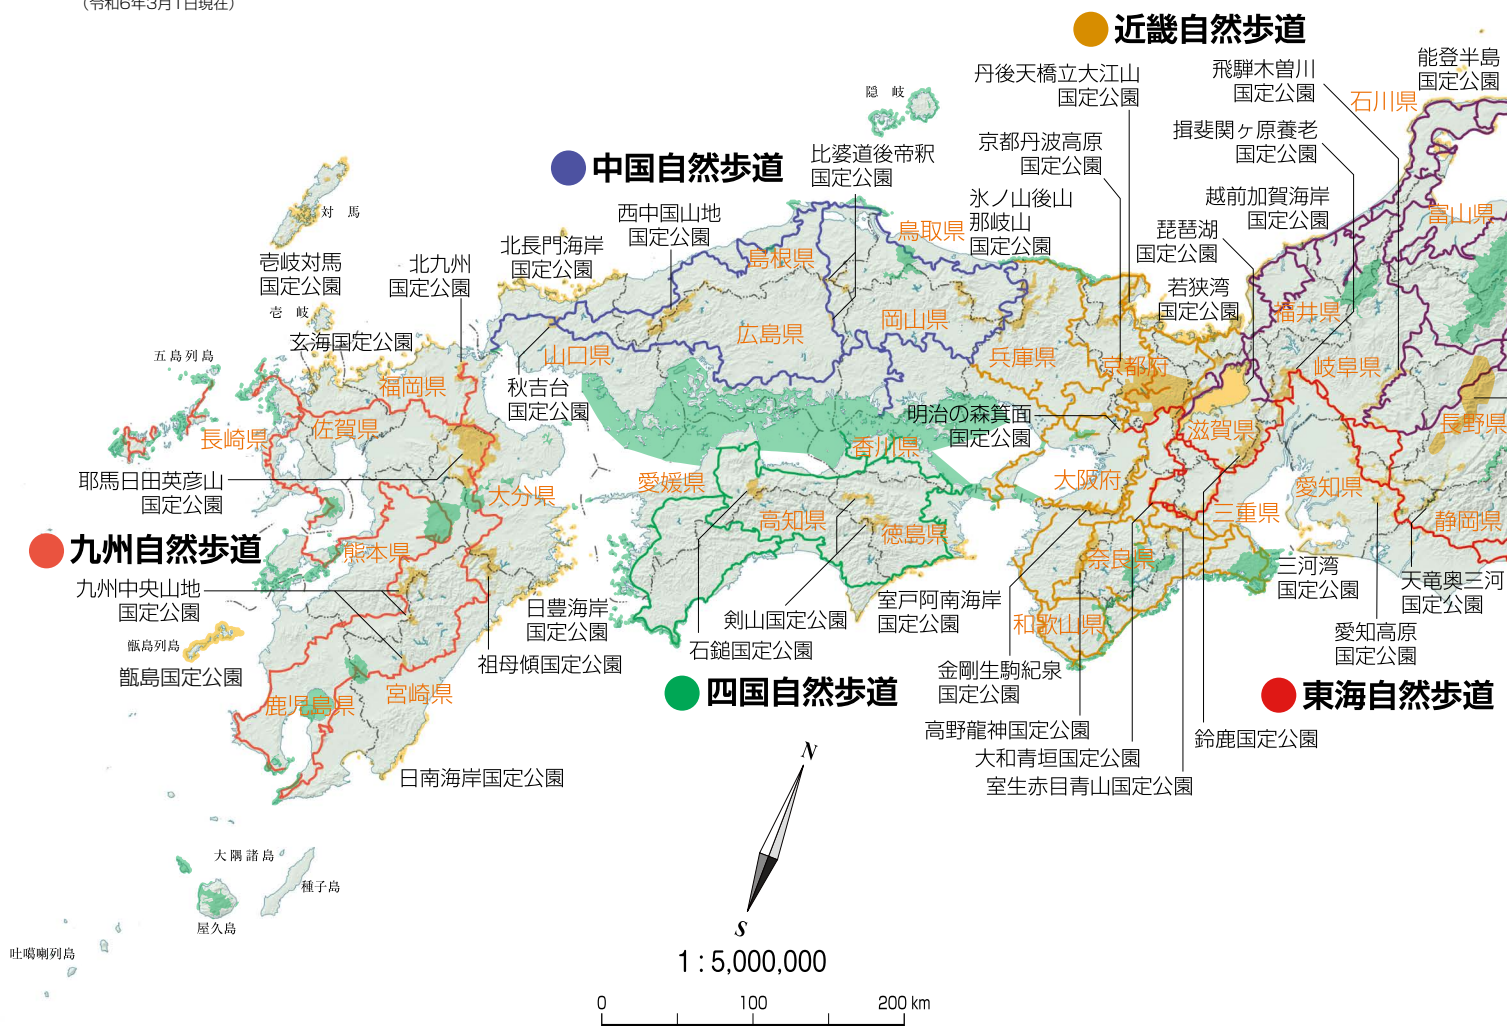 （令和6年3月1日現在）
近畿自然歩道
丹後天橋立大江山
国定公園
飛騨木曽川
国定公園
能登半島
国定公園
石川県
隠 岐
京都丹波高原
国定公園
揖斐関ヶ原養老
国定公園
中国自然歩道
比婆道後帝釈
国定公園
氷ノ山後山
那岐山
国定公園
越前加賀海岸
国定公園
富山県
対 馬
西中国山地
国定公園
鳥取県
琵琶湖
国定公園
北長門海岸
国定公園
島根県
壱岐対馬
国定公園
北九州
国定公園
若狭湾
国定公園
壱 岐
福井県
玄海国定公園
広島県
岡山県
五島列島
山口県
兵庫県
京都府
岐阜県
福岡県
秋吉台
国定公園
明治の森箕面
国定公園
長崎県
佐賀県
香川県
滋賀県
長野県
耶馬日田英彦山
国定公園
大分県
愛媛県
大阪府
愛知県
高知県
徳島県
三重県
静岡県
九州自然歩道
熊本県
奈良県
九州中央山地
国定公園
三河湾
国定公園
天竜奥三河
国定公園
日豊海岸
国定公園
剣山国定公園
室戸阿南海岸
国定公園
和歌山県
愛知高原
国定公園
甑島列島
甑島国定公園
祖母傾国定公園
石鎚国定公園
金剛生駒紀泉
国定公園
鹿児島県
宮崎県
四国自然歩道
東海自然歩道
高野龍神国定公園
鈴鹿国定公園
大和青垣国定公園
室生赤目青山国定公園
日南海岸国定公園
N
大隅諸島
種子島
屋久島
S
吐噶喇列島
1：5,000,000
0 100 200 km